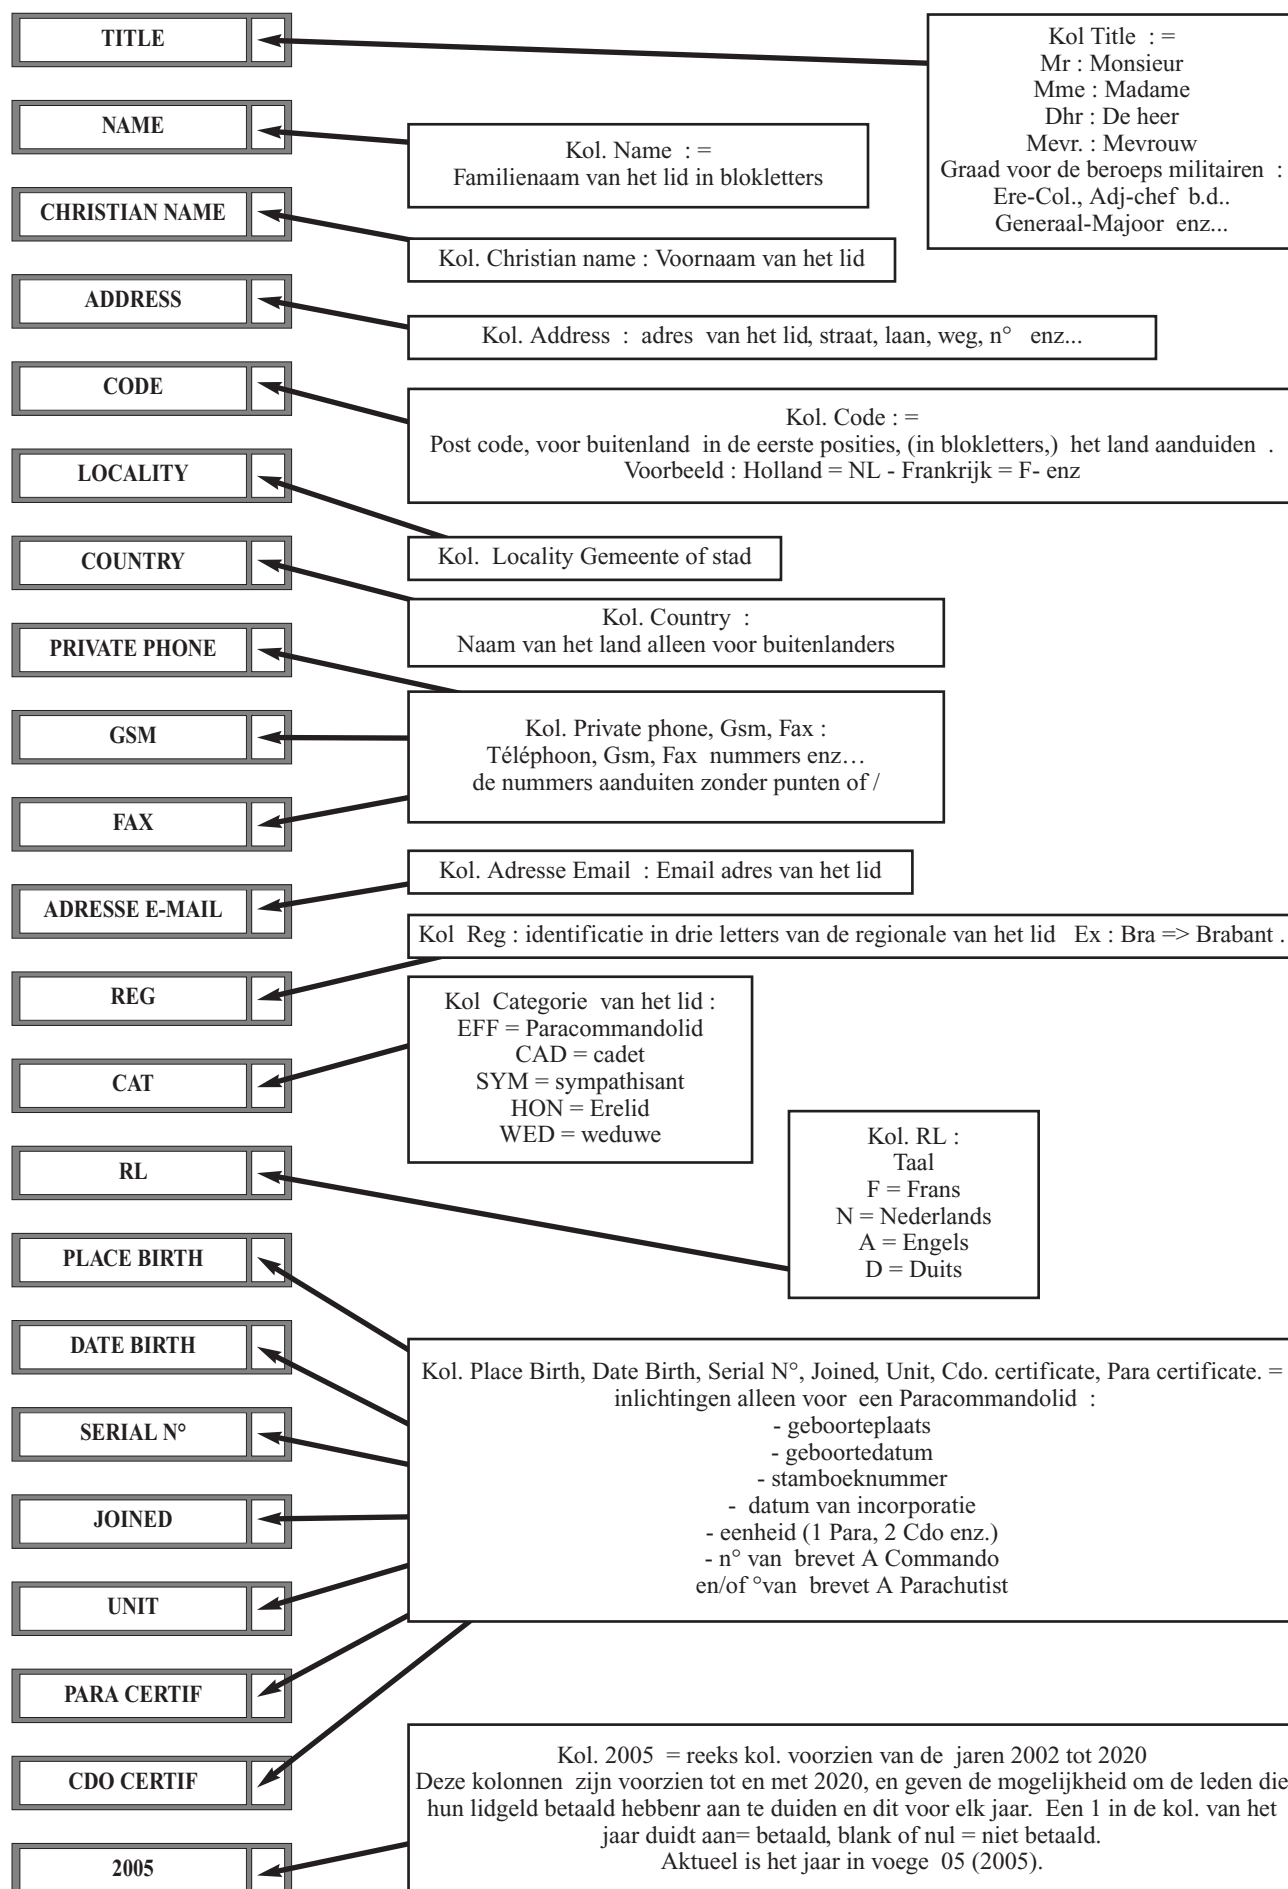 TITLE
Kol Title : =
Mr : Monsieur
Mme : Madame
Dhr : De heer
Mevr. : Mevrouw
Graad voor de beroeps militairen :
Ere-Col., Adj-chef b.d..
Generaal-Majoor enz...
NAME
Kol. Name : =
Familienaam van het lid in blokletters
CHRISTIAN NAME
Kol. Christian name : Voornaam van het lid
ADDRESS
Kol. Address : adres van het lid, straat, laan, weg, n° enz...
CODE
Kol. Code : =
Post code, voor buitenland in de eerste posities, (in blokletters,) het land aanduiden .
Voorbeeld : Holland = NL - Frankrijk = F- enz
LOCALITY
Kol. Locality Gemeente of stad
COUNTRY
Kol. Country :
Naam van het land alleen voor buitenlanders
PRIVATE PHONE
GSM
FAX
Kol. Private phone, Gsm, Fax :
Téléphoon, Gsm, Fax nummers enz…
de nummers aanduiten zonder punten of /
ADRESSE E-MAIL
Kol. Adresse Email : Email adres van het lid
REG
Kol Reg : identificatie in drie letters van de regionale van het lid Ex : Bra => Brabant .
CAT
Kol Categorie van het lid :
EFF = Paracommandolid
CAD = cadet
SYM = sympathisant
HON = Erelid
WED = weduwe
RL
Kol. RL :
Taal
F = Frans
N = Nederlands
A = Engels
D = Duits
PLACE BIRTH
DATE BIRTH
SERIAL N°
JOINED
UNIT
PARA CERTIF
CDO CERTIF
Kol. Place Birth, Date Birth, Serial N°, Joined, Unit, Cdo. certificate, Para certificate. =
inlichtingen alleen voor een Paracommandolid :
- geboorteplaats
- geboortedatum
- stamboeknummer
- datum van incorporatie
- eenheid (1 Para, 2 Cdo enz.)
- n° van brevet A Commando
en/of °van brevet A Parachutist
2005
Kol. 2005 = reeks kol. voorzien van de jaren 2002 tot 2020
Deze kolonnen zijn voorzien tot en met 2020, en geven de mogelijkheid om de leden die
hun lidgeld betaald hebbenr aan te duiden en dit voor elk jaar. Een 1 in de kol. van het
jaar duidt aan= betaald, blank of nul = niet betaald.
Aktueel is het jaar in voege 05 (2005).